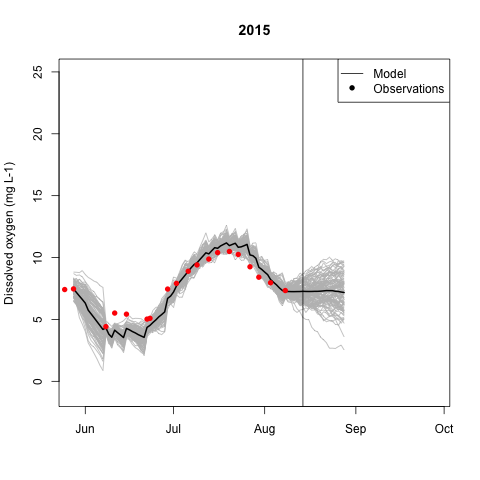 2015
Dissolved oxygen (mg L-1)
25
20
15
10
5
0
Model
Observations
Jun
Jul
Aug
Sep
Oct